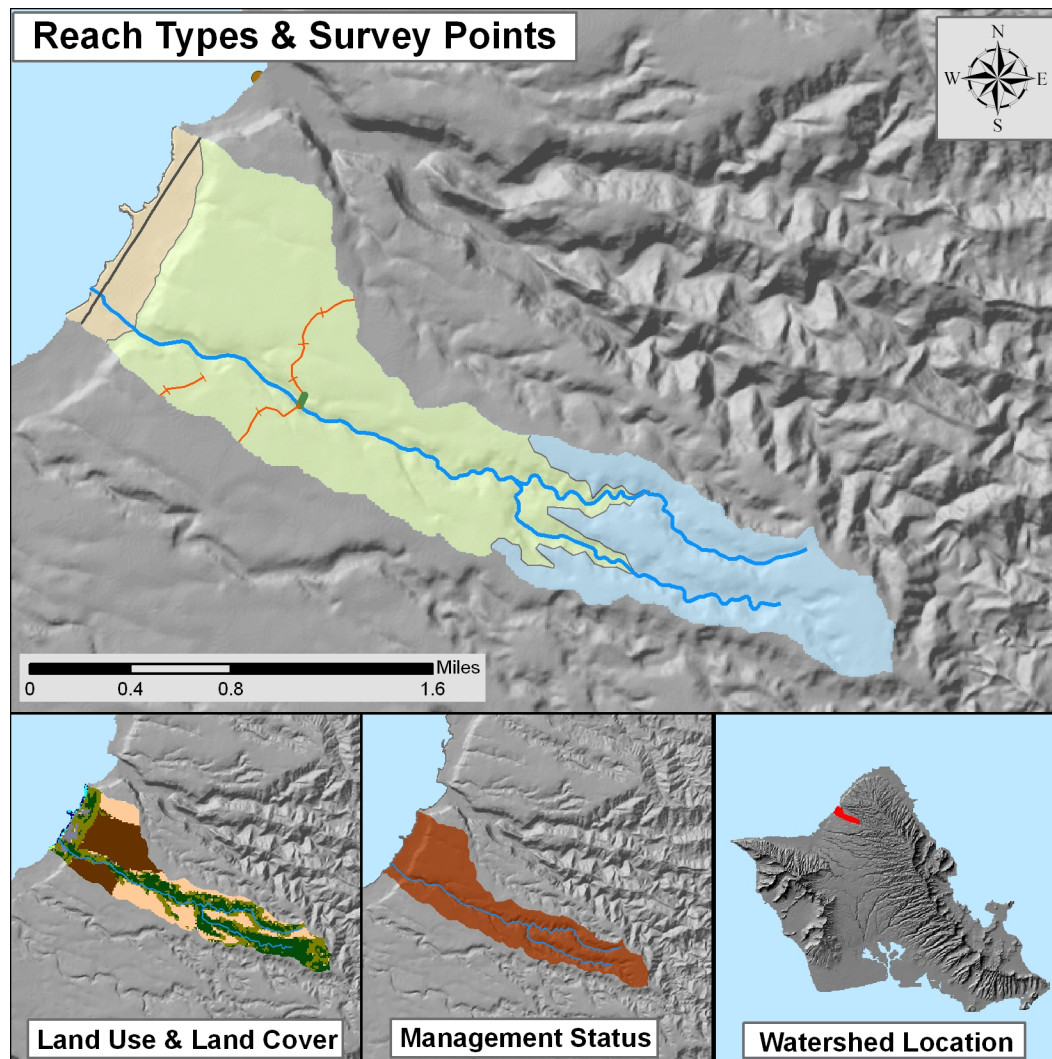 Reach Types & Survey Points
N
W E
S
Miles
0 0.4 0.8 1.6
Land Use & Land Cover
Management Status
Watershed Location